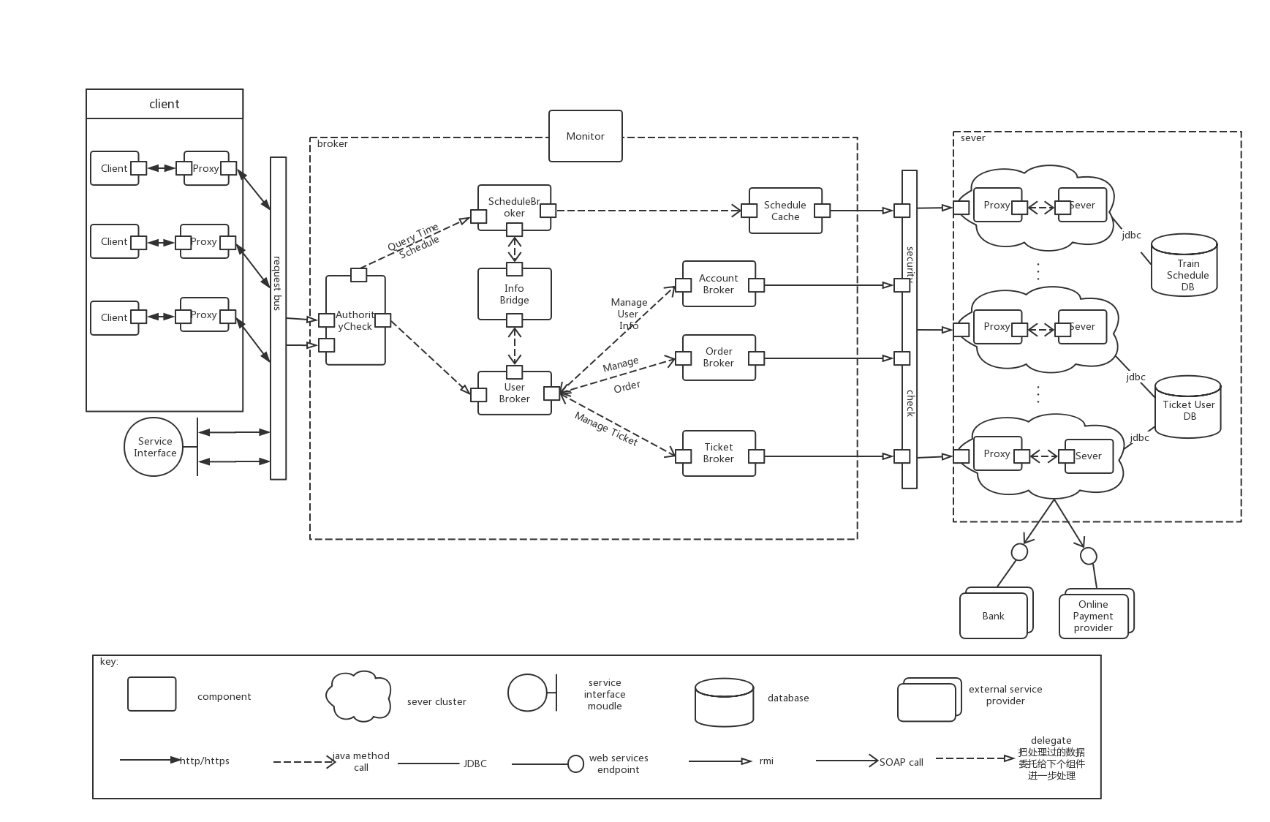 client
Client
Proxy
Client
Proxy
Client
Proxy
Service
Interface
request bus
broker
Monitor
Authorit
yCheck
Query Time
Schedule
ScheduleBr
oker
Info
Bridge
User
Broker
Manage
User
Info
Manage
Order
Manage Ticket
Schedule
Cache
Account
Broker
Order
Broker
Ticket
Broker
security
check
sever
Proxy
Sever
jdbc
Train
Schedule
DB
Proxy
Sever
jdbc
Ticket User
DB
jdbc
Proxy
Sever
Bank
Online
Payment
provider
key:
component
sever cluster
service
interface
moudle
database
external service
provider
http/https
java method
call
JDBC
web services
endpoint
rmi
SOAP call
delegate
把处理过的数据
委托给下个组件
进一步处理